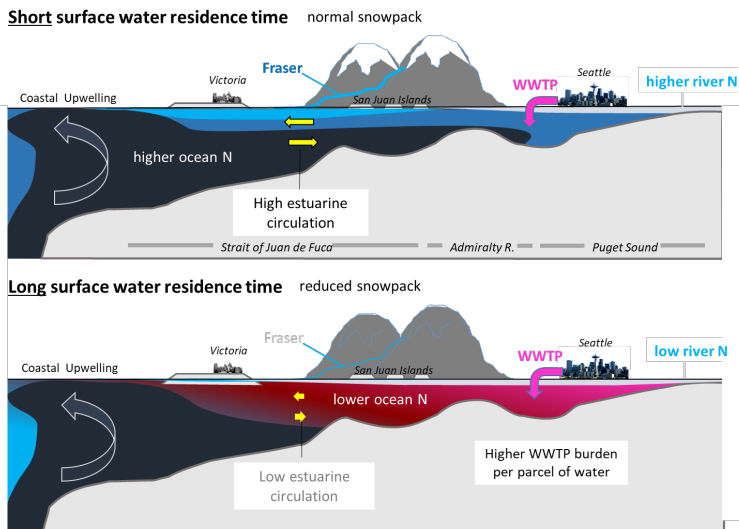 Short surface water residence time normal snowpack
Fraser
Victoria
Seattle
WWTP
higher river N
Coastal Upwelling
San Juan Islands
higher ocean N
High estuarine
circulation
Strait of Juan de Fuca
Admiralty R.
Puget Sound
Long surface water residence time reduced snowpack
Fraser
Victoria
Seattle
WWTP
low river N
Coastal Upwelling
San Juan Islands
lower ocean N
Low estuarine
circulation
Higher WWTP burden
per parcel of water